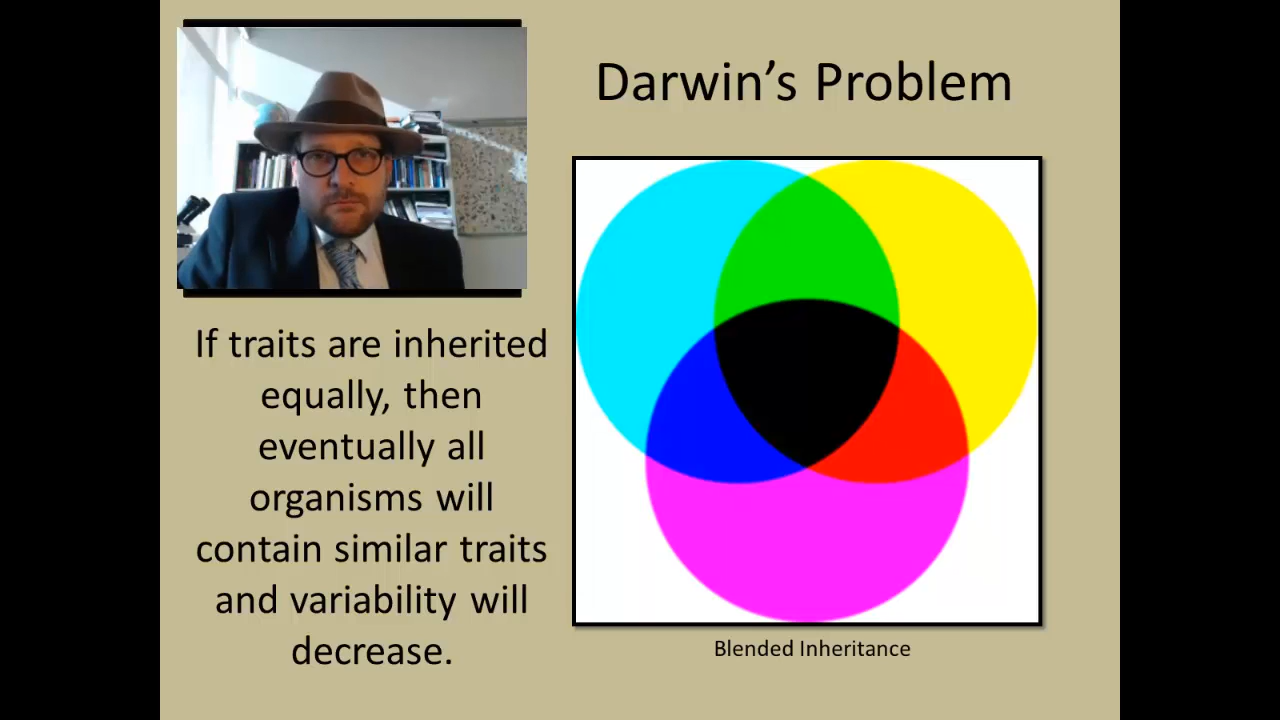 Darwin’s Problem
If traits are inherited
equally, then
eventually all
organisms will
contain similar traits
and variability will
decrease.
Blended Inheritance